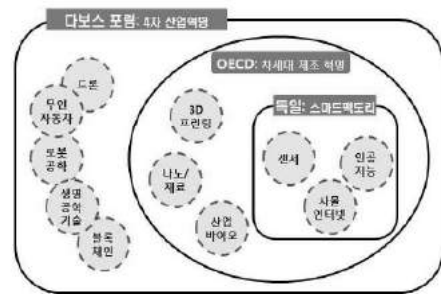 다보스 포럼: 4차 산업혁명
OECD: 차세대 제조 혁명
독일: 스마트팩토리
드론
무인
자동차
로봇
공학
생명
공학
기술
블록
체인
3D
프린팅
나노/
재료
산업
바이오
센서
인공
지능
사물
인터넷